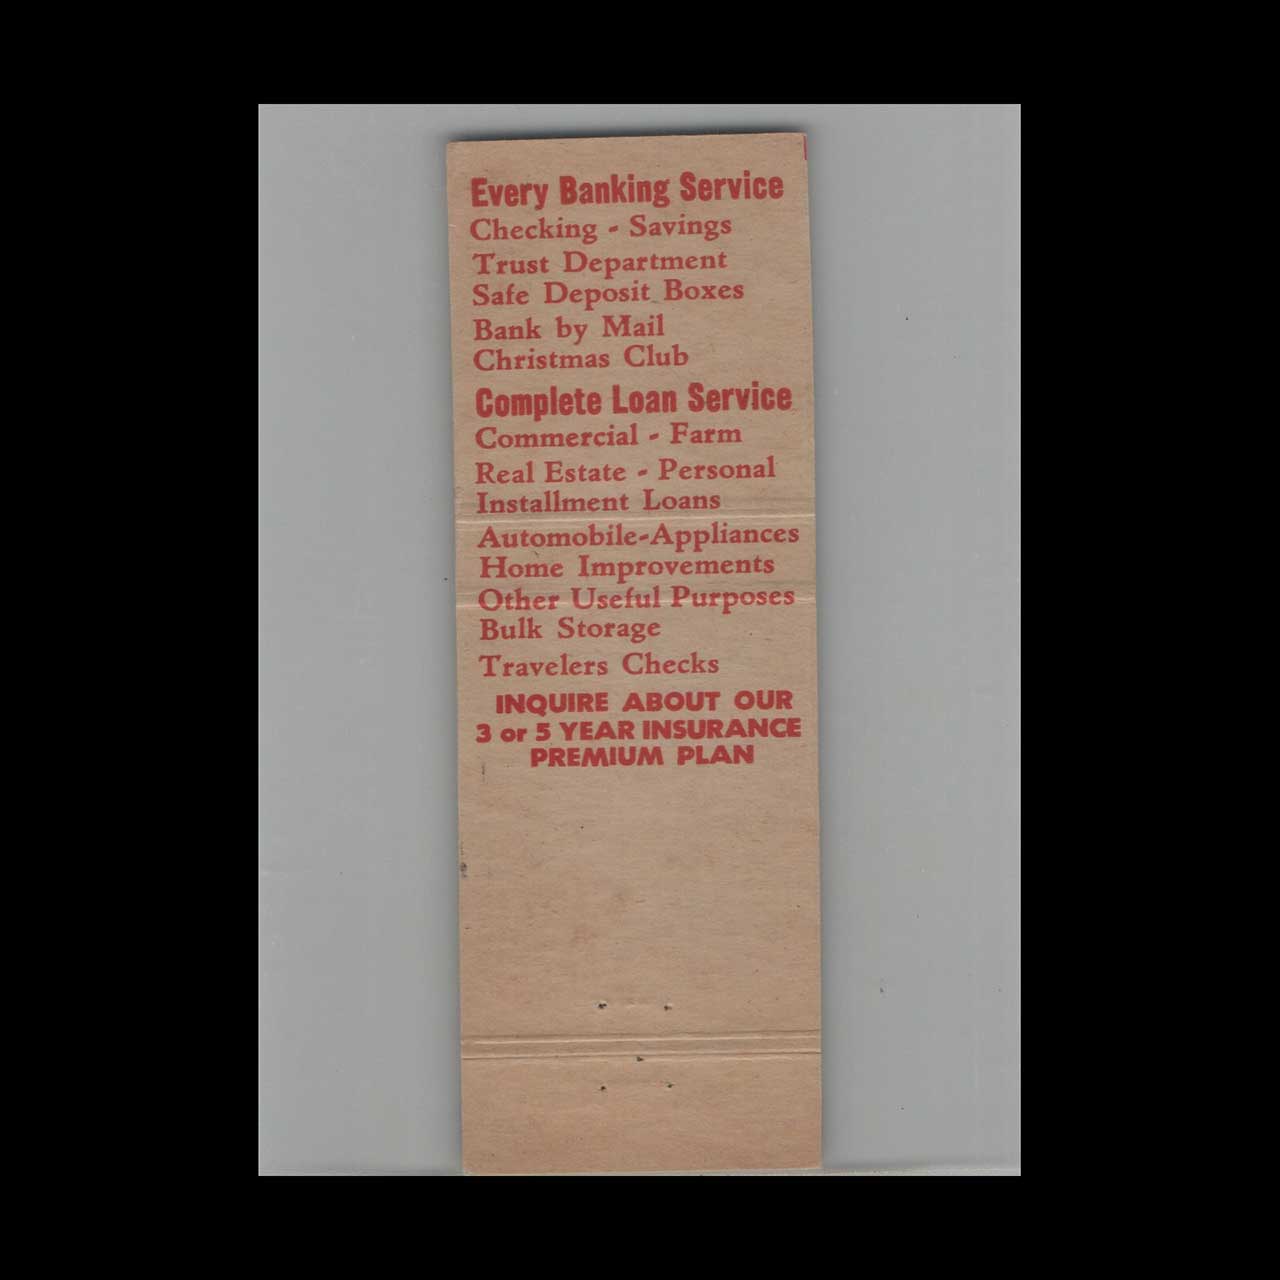 Every Banking Service
Checking - Savings
Trust Department
Safe Deposit Boxes
Bank by Mail
Christmas Club
Complete Loan Service
Commercial - Farm
Real Estate - Personal
Installment Loans
Automobile-Appliances
Home Improvements
Other Useful Purposes
Bulk Storage
Travelers Checks
INQUIRE ABOUT OUR
3 or 5 YEAR INSURANCE
PREMIUM PLAN